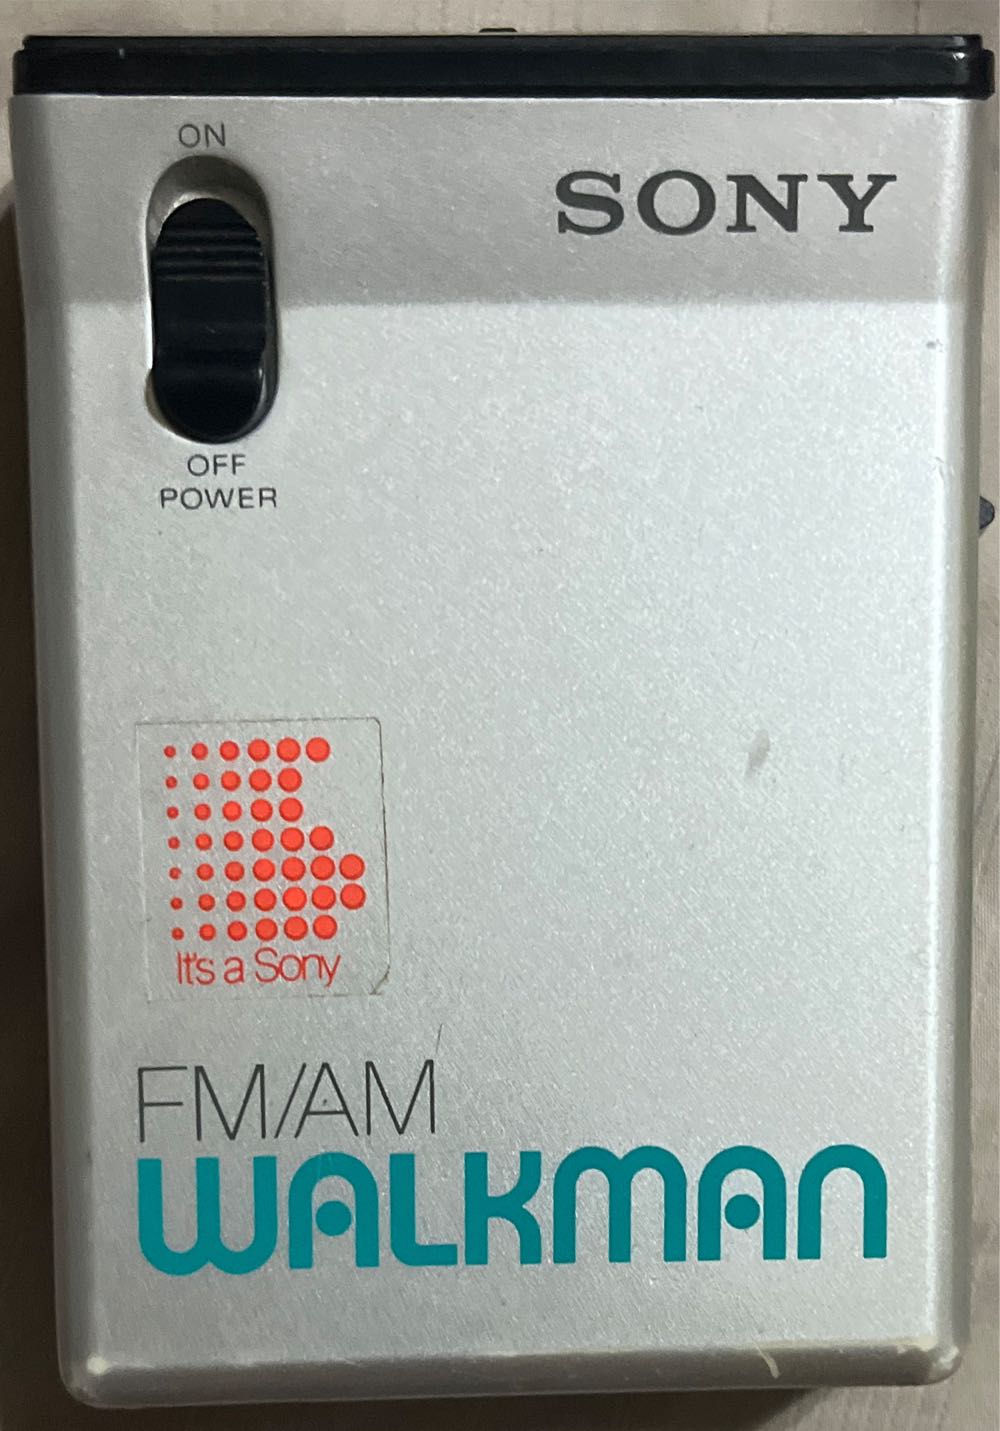 ON
SONY
OFF
POWER
It's a Sony
FM/AM
WALKMAN